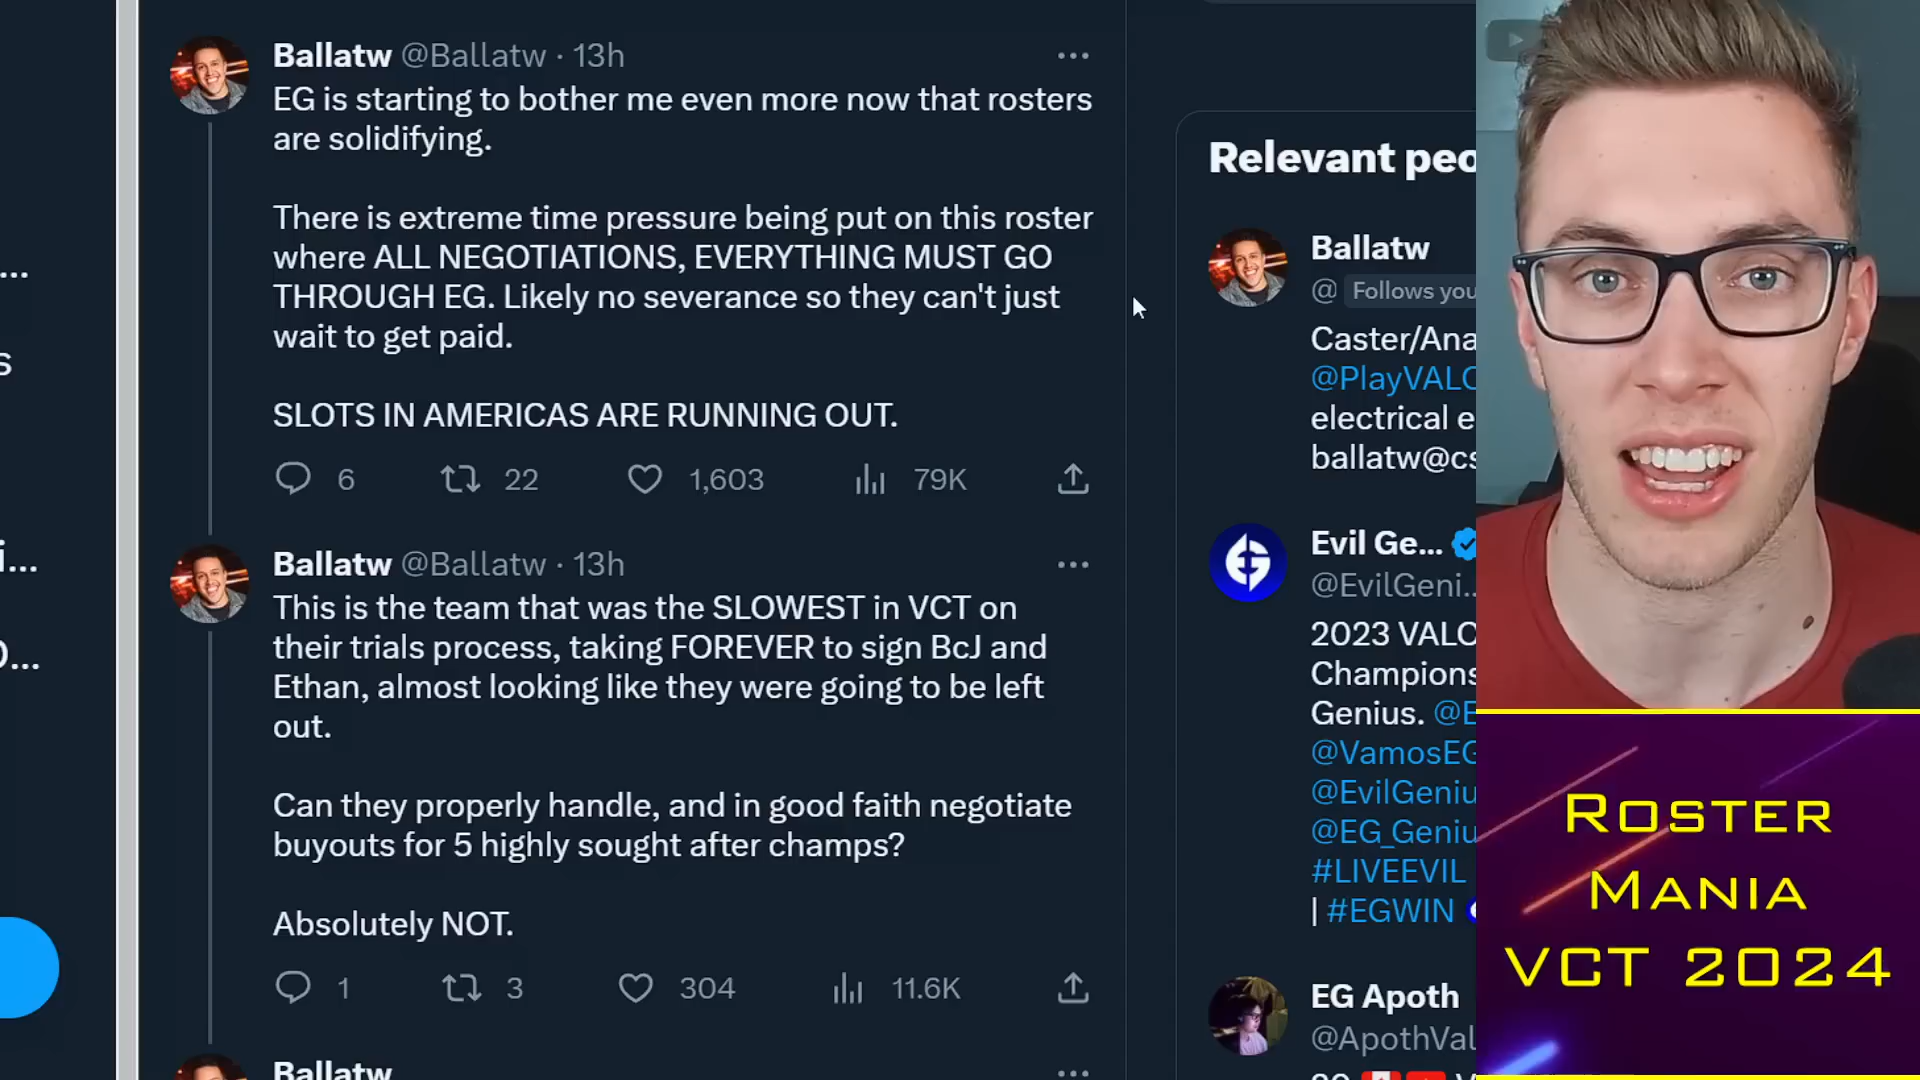 Ballatw @Ballatw · 13h
EG is starting to bother me even more now that rosters
are solidifying.
There is extreme time pressure being put on this roster
where ALL NEGOTIATIONS, EVERYTHING MUST GO
THROUGH EG. Likely no severance so they can't just
wait to get paid.
SLOTS IN AMERICAS ARE RUNNING OUT.
6 22 1,603 79K
Ballatw @Ballatw · 13h
This is the team that was the SLOWEST in VCT on
their trials process, taking FOREVER to sign BcJ and
Ethan, almost looking like they were going to be left
out.
Can they properly handle, and in good faith negotiate
buyouts for 5 highly sought after champs?
Absolutely NOT.
1 3 304 11.6K
Ballatw
...
s
i...
...
Relevant peo
Ballatw
@ Follows you
Caster/Ana
@PlayVALO
electrical e
ballatw@cs
Evil Ge...
@EvilGeni...
2023 VALO
Champions
Genius. @E
@VamosEG
@EvilGeniu
@EG_Geniu
#LIVEEVIL
| #EGWIN
EG Apoth
@ApothVal
ROSTER
MANIA
VCT 2024